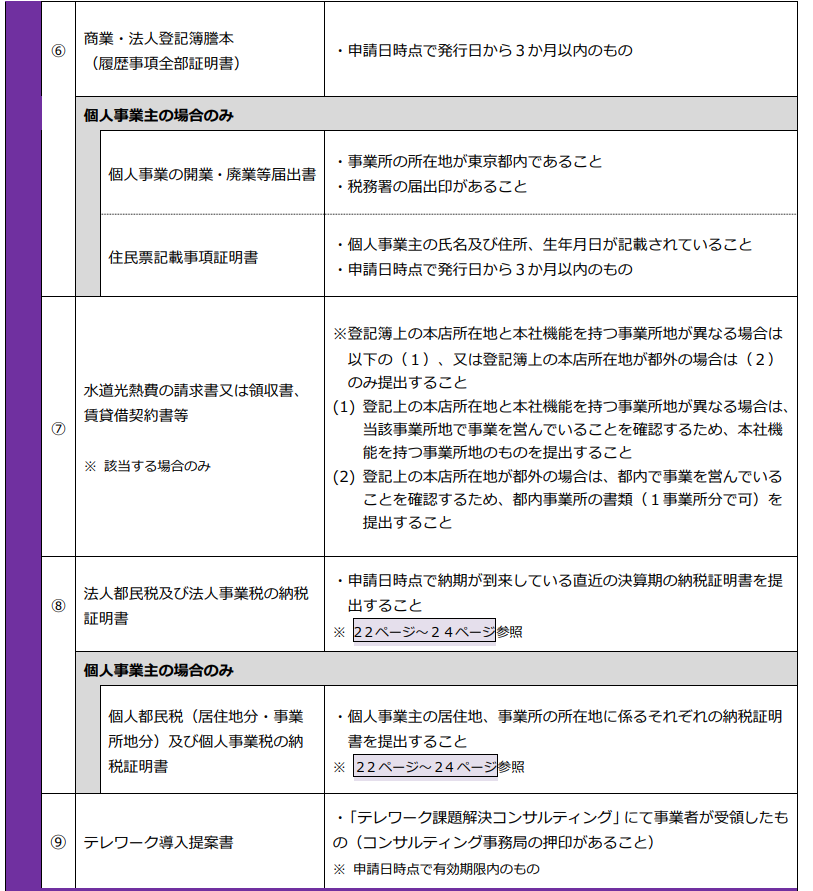 ⑥
商業・法人登記簿謄本
（履歴事項全部証明書）
・申請日時点で発行日から３か月以内のもの
個人事業主の場合のみ
個人事業の開業・廃業等届出書
・事業所の所在地が東京都内であること
・税務署の届出印があること
住民票記載事項証明書
・個人事業主の氏名及び住所、生年月日が記載されていること
・申請日時点で発行日から３か月以内のもの
⑦
水道光熱費の請求書又は領収書、
賃貸借契約書等
※ 該当する場合のみ
※登記簿上の本店所在地と本社機能を持つ事業所地が異なる場合は
以下の（１）、又は登記簿上の本店所在地が都外の場合は（２）
のみ提出すること
(1) 登記上の本店所在地と本社機能を持つ事業所地が異なる場合は、
当該事業所地で事業を営んでいることを確認するため、本社機
能を持つ事業所地のものを提出すること
(2) 登記上の本店所在地が都外の場合は、都内で事業を営んでいる
ことを確認するため、都内事業所の書類（１事業所分で可）を
提出すること
⑧
法人都民税及び法人事業税の納税
証明書
・申請日時点で納期が到来している直近の決算期の納税証明書を提
出すること
※ ２２ページ～２４ページ参照
個人事業主の場合のみ
個人都民税（居住地分・事業
所地分）及び個人事業税の納
税証明書
・個人事業主の居住地、事業所の所在地に係るそれぞれの納税証明
書を提出すること
※ ２２ページ～２４ページ参照
⑨
テレワーク導入提案書
・「テレワーク課題解決コンサルティング」にて事業者が受領したも
の（コンサルティング事務局の押印があること）
※ 申請日時点で有効期限内のもの